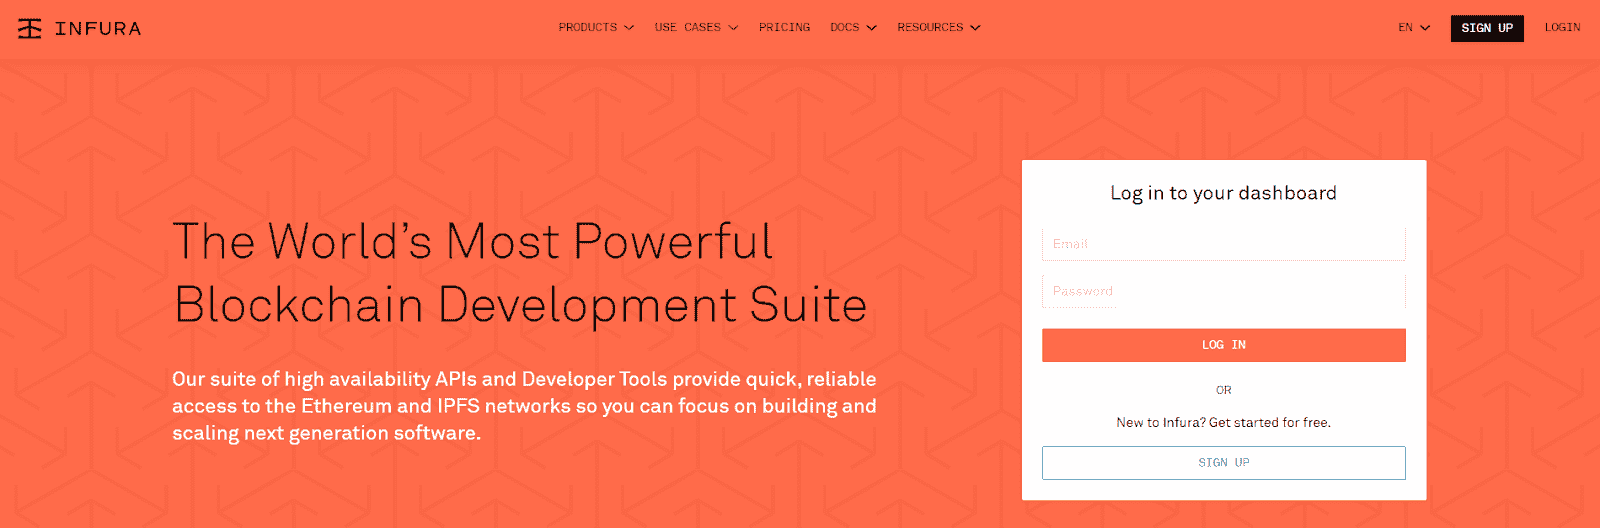 INFURA
PRODUCTS
USE CASES
PRICING
DOCS
RESOURCES
EN
SIGN UP
LOGIN
The World’s Most Powerful
Blockchain Development Suite
Our suite of high availability APIs and Developer Tools provide quick, reliable
access to the Ethereum and IPFS networks so you can focus on building and
scaling next generation software.
Log in to your dashboard
Email
Password
LOG IN
OR
New to Infura? Get started for free.
SIGN UP